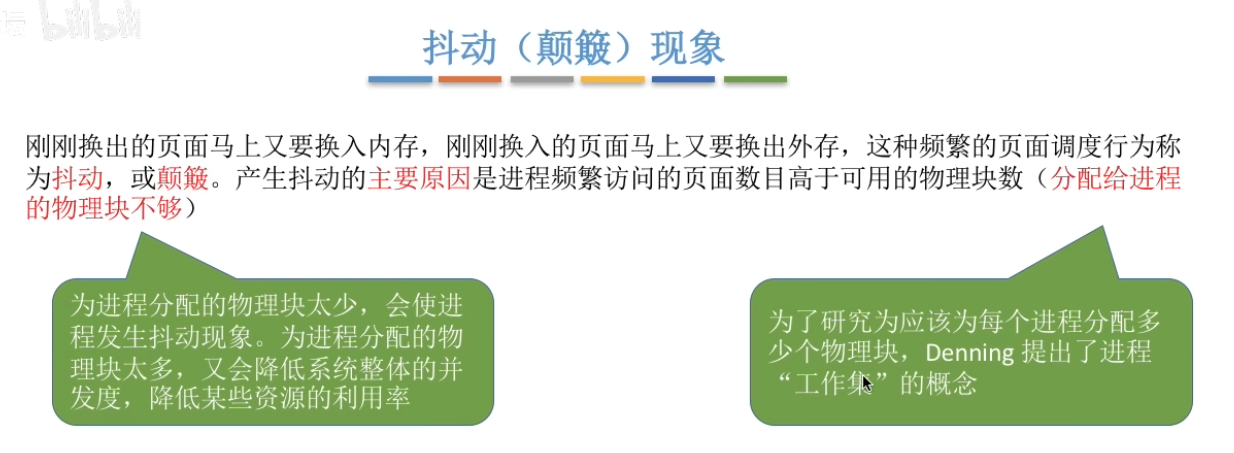 bilibili
抖动（颠簸）现象
刚刚换出的页面马上又要换入内存，刚刚换入的页面马上又要换出外存，这种频繁的页面调度行为称
为抖动，或颠簸。产生抖动的主要原因是进程频繁访问的页面数目高于可用的物理块数（分配给进程
的物理块不够）
为进程分配的物理块太少，会使进
程发生抖动现象。为进程分配的物
理块太多，又会降低系统整体的并
发度，降低某些资源的利用率
为了研究为应该为每个进程分配多
少个物理块，Denning 提出了进程
“工作集”的概念